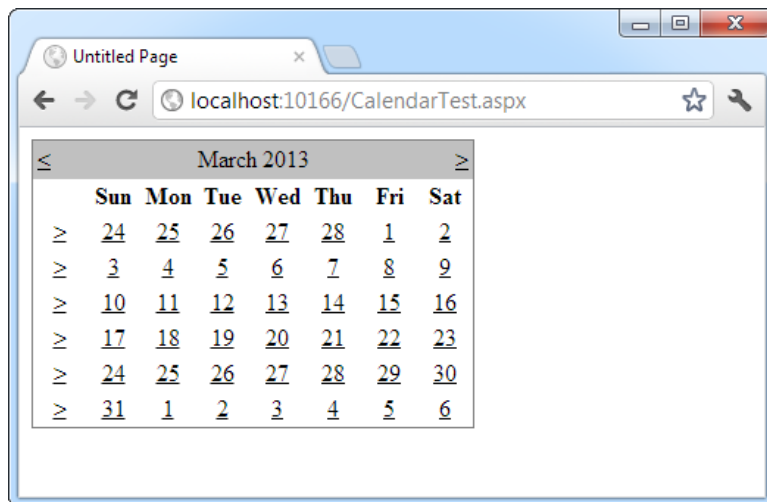 Untitled Page
localhost:10166/CalendarTest.aspx
< March 2013 >
Sun Mon Tue Wed Thu Fri Sat
> 24 25 26 27 28 1 2
> 3 4 5 6 7 8 9
> 10 11 12 13 14 15 16
> 17 18 19 20 21 22 23
> 24 25 26 27 28 29 30
> 31 1 2 3 4 5 6